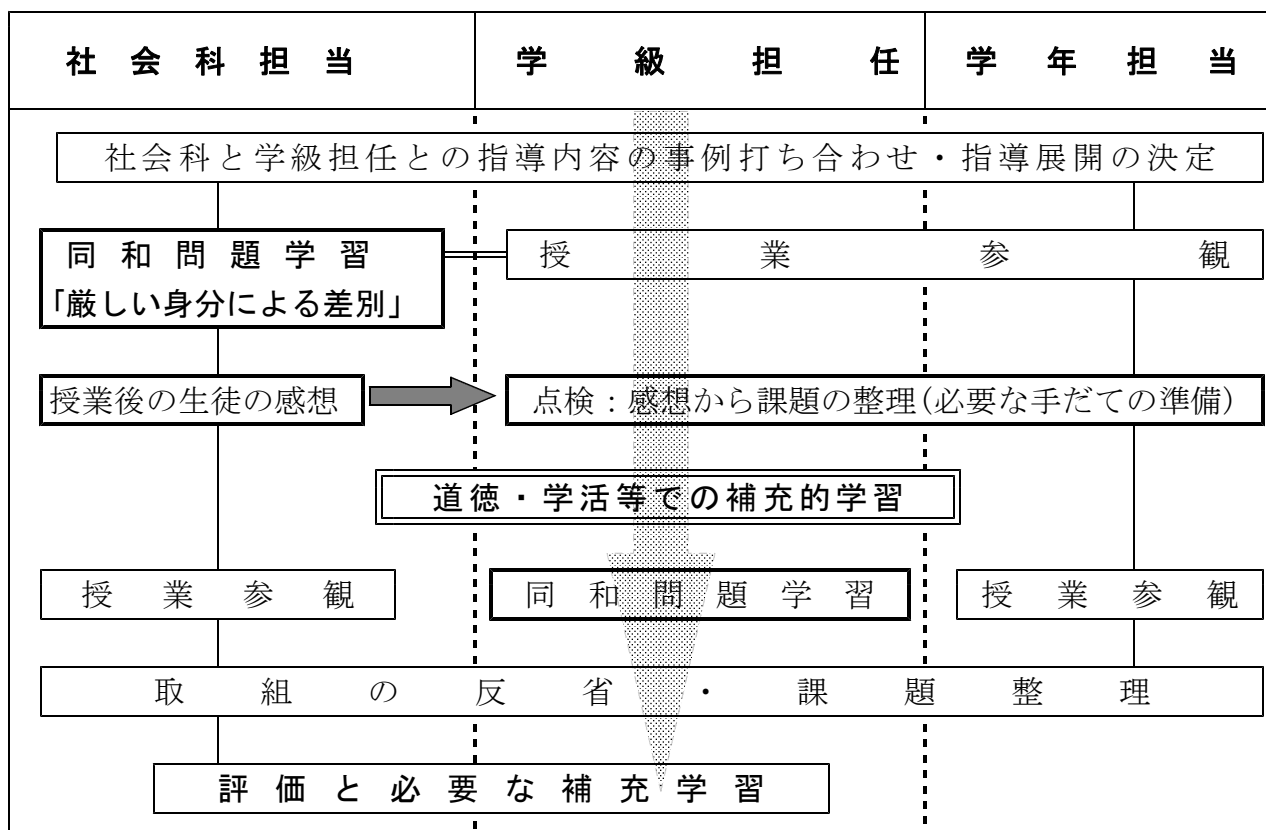 社会科担当
学級担任
学年担当
社会科と学級担任との指導内容の事例打ち合わせ・指導展開の決定
同和問題学習
「厳しい身分による差別」
授業参観
授業後の生徒の感想
点検：感想から課題の整理(必要な手だての準備)
道徳・学活等での補充的学習
授業参観
同和問題学習
授業参観
取組の反省・課題整理
評価と必要な補充学習